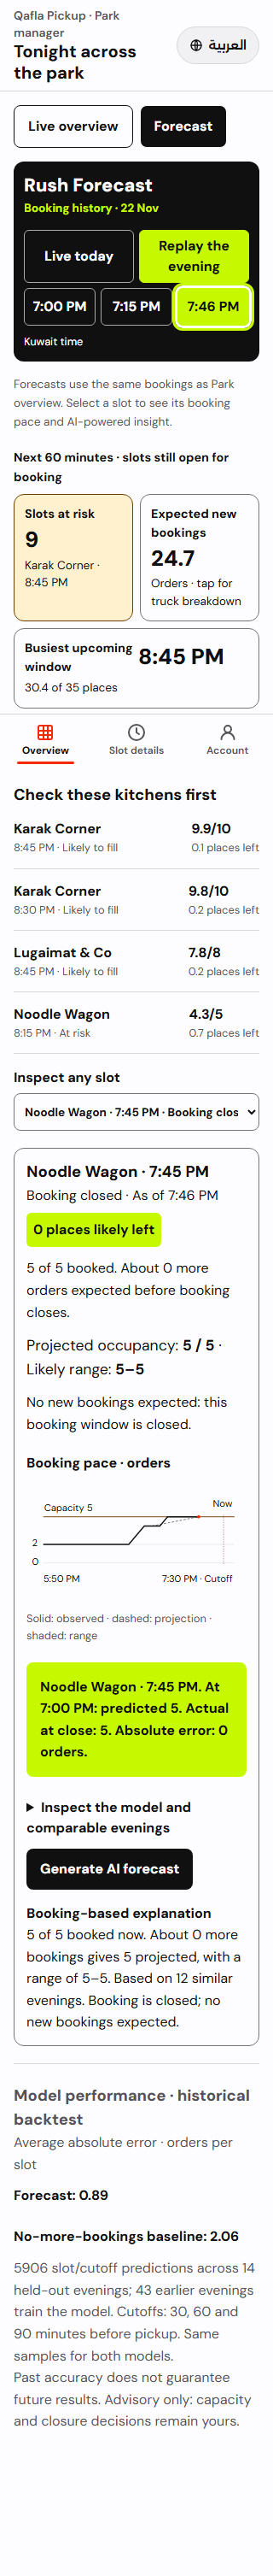 Qafla Pickup · Park
manager
Tonight across
the park
العربية
Live overview
Forecast
Rush Forecast
Booking history · 22 Nov
Live today
Replay the
evening
7:00 PM
7:15 PM
7:46 PM
Kuwait time
Forecasts use the same bookings as Park
overview. Select a slot to see its booking
pace and AI-powered insight.
Next 60 minutes · slots still open for
booking
Slots at risk
9
Karak Corner ·
8:45 PM
Expected new
bookings
24.7
Orders · tap for
truck breakdown
Busiest upcoming
window
8:45 PM
30.4 of 35 places
Overview
Slot details
Account
Check these kitchens first
Karak Corner
9.9/10
8:45 PM · Likely to fill
0.1 places left
Karak Corner
9.8/10
8:30 PM · Likely to fill
0.2 places left
Lugaimat & Co
7.8/8
8:45 PM · Likely to fill
0.2 places left
Noodle Wagon
4.3/5
8:15 PM · At risk
0.7 places left
Inspect any slot
Noodle Wagon · 7:45 PM · Booking clos
Noodle Wagon · 7:45 PM
Booking closed · As of 7:46 PM
0 places likely left
5 of 5 booked. About 0 more
orders expected before booking
closes.
Projected occupancy: 5 / 5 ·
Likely range: 5–5
No new bookings expected: this
booking window is closed.
Booking pace · orders
Now
Capacity 5
2
0
5:50 PM
7:30 PM · Cutoff
Solid: observed · dashed: projection ·
shaded: range
Noodle Wagon · 7:45 PM. At
7:00 PM: predicted 5. Actual
at close: 5. Absolute error: 0
orders.
Inspect the model and
comparable evenings
Generate AI forecast
Booking-based explanation
5 of 5 booked now. About 0 more
bookings gives 5 projected, with a
range of 5–5. Based on 12 similar
evenings. Booking is closed; no
new bookings expected.
Model performance · historical
backtest
Average absolute error · orders per
slot
Forecast: 0.89
No-more-bookings baseline: 2.06
5906 slot/cutoff predictions across 14
held-out evenings; 43 earlier evenings
train the model. Cutoffs: 30, 60 and
90 minutes before pickup. Same
samples for both models.
Past accuracy does not guarantee
future results. Advisory only: capacity
and closure decisions remain yours.